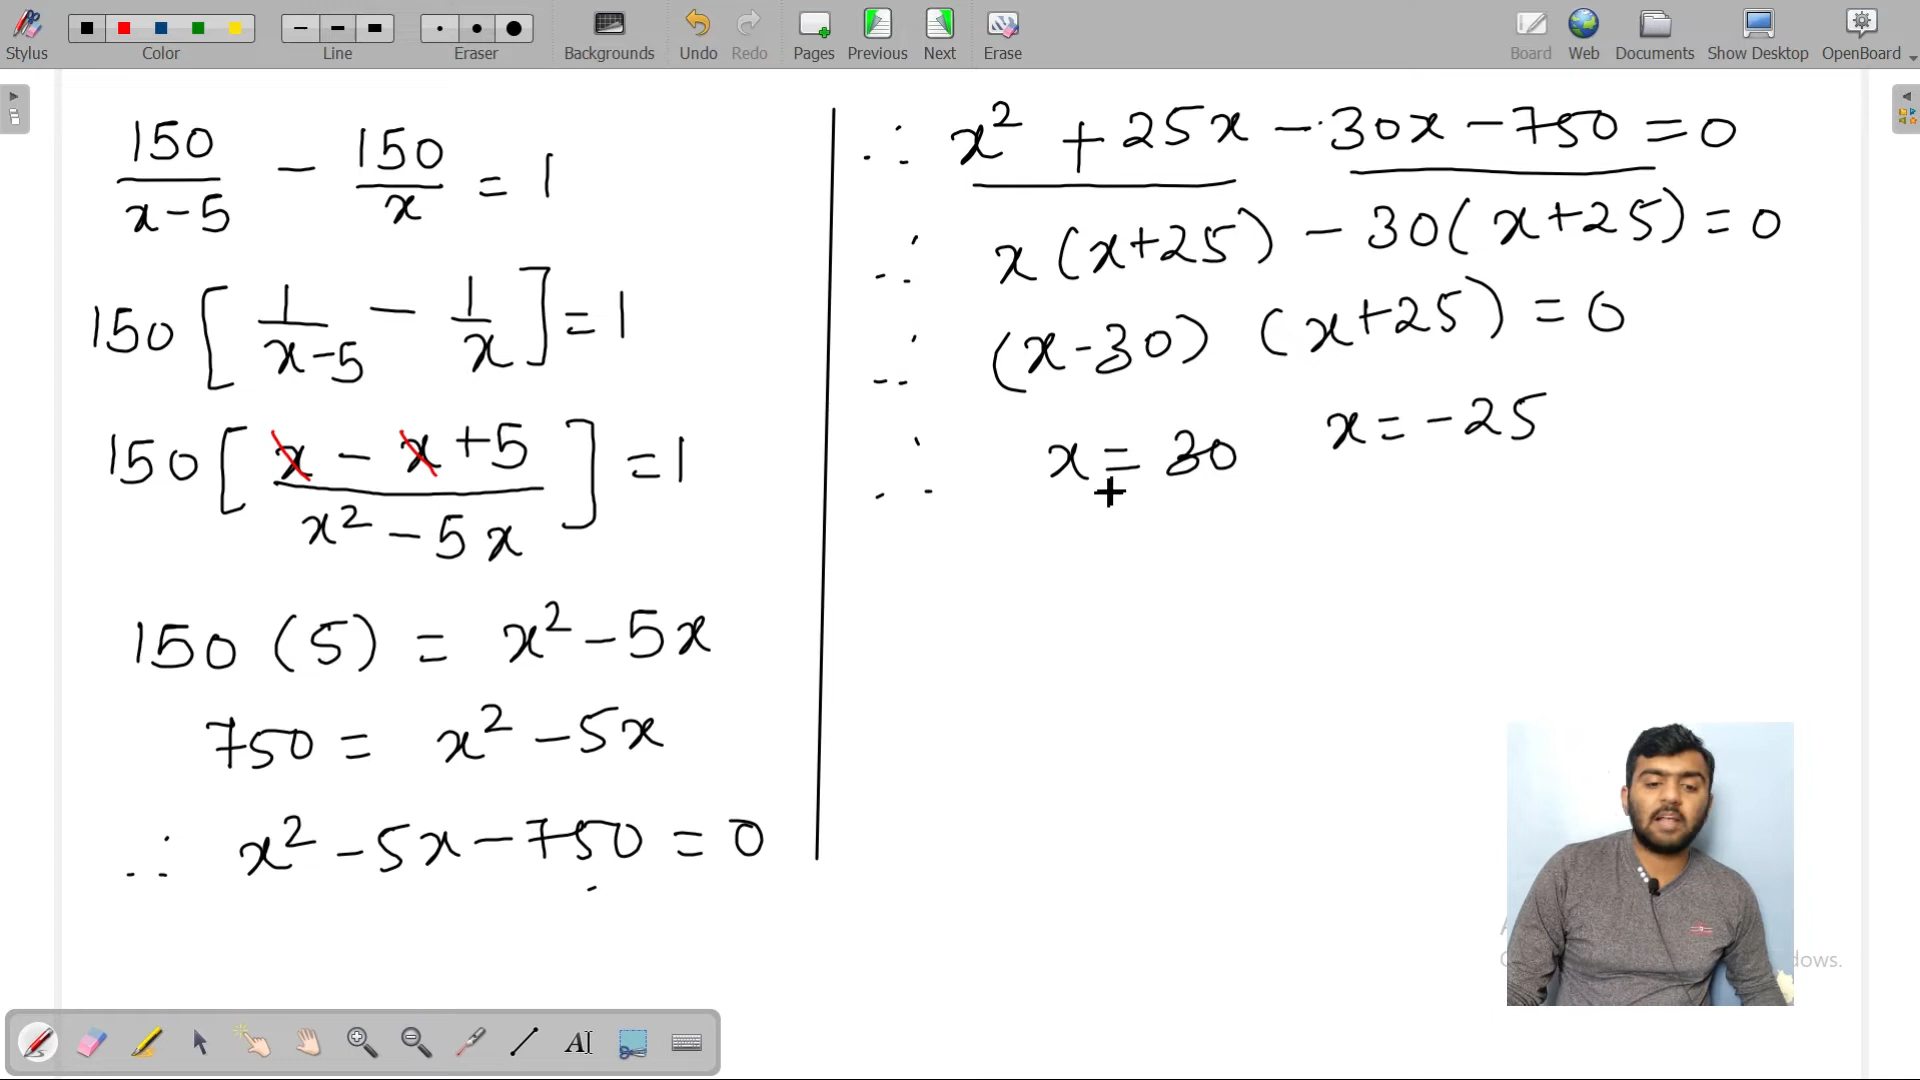 Stylus Color Line Eraser Backgrounds Undo Redo Pages Previous Next Erase Board Web Documents Show Desktop OpenBoard
150/(x-5) - 150/x = 1
150 [ 1/(x-5) - 1/x ] = 1
150 [ (x - x + 5)/(x² - 5x) ] = 1
150 (5) = x² - 5x
750 = x² - 5x
∴ x² - 5x - 750 = 0
∴ x² + 25x - 30x - 750 = 0
∴ x (x+25) - 30 (x+25) = 0
∴ (x-30) (x+25) = 0
∴ x = 30 x = -25
dows.
AI